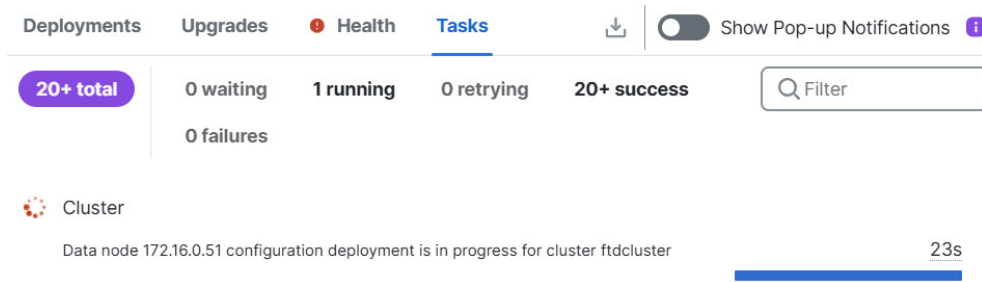 Deployments Upgrades Health Tasks Show Pop-up Notifications i
20+ total 0 waiting 1 running 0 retrying 20+ success Filter
0 failures
Cluster
Data node 172.16.0.51 configuration deployment is in progress for cluster ftdcluster 23s